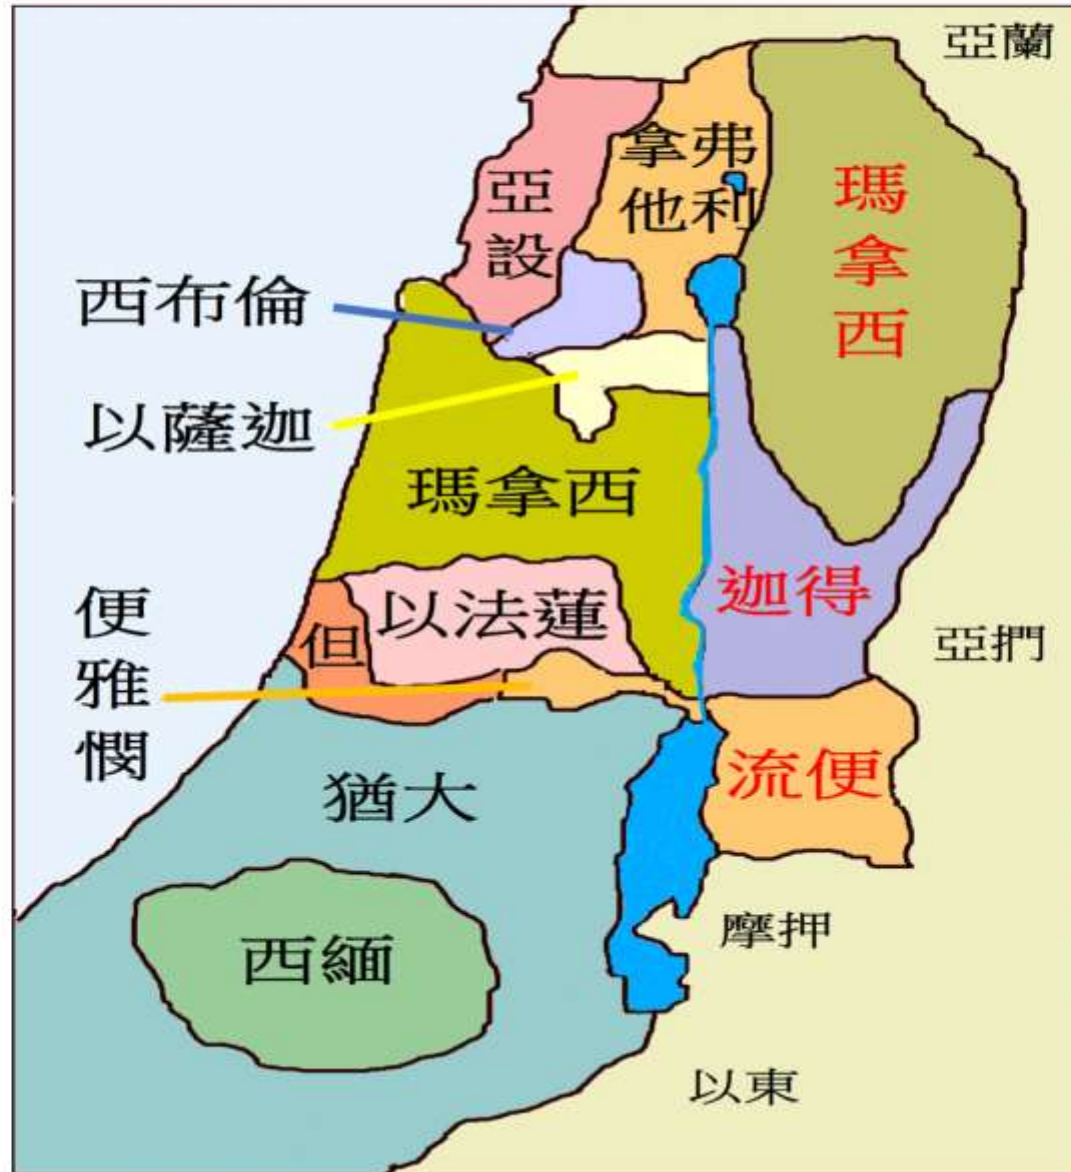 亞蘭
拿弗
他利
亞
設
瑪
拿
西
西布倫
以薩迦
瑪拿西
便
雅
憫
以法蓮
但
迦得
亞捫
猶大
流便
西緬
摩押
以東